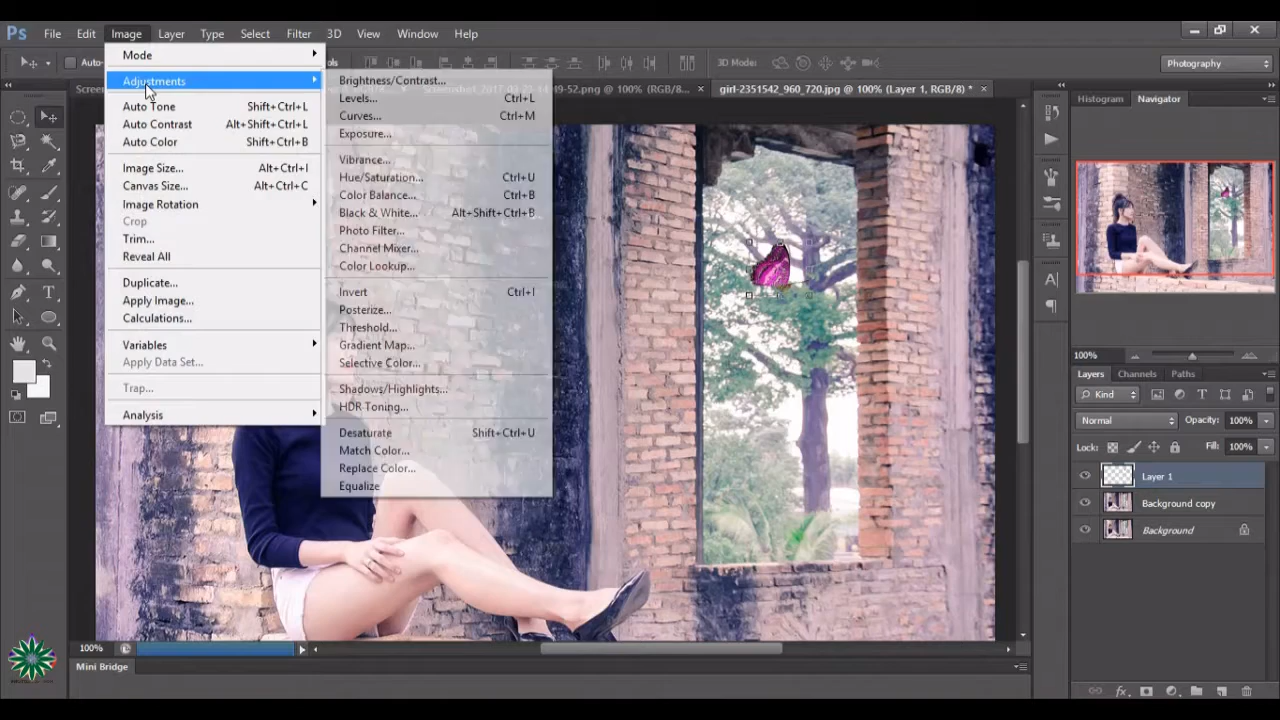 Ps File Edit Image Layer Type Select Filter 3D View Window Help
Mode
Adjustments
Auto Tone Shift+Ctrl+L
Auto Contrast Alt+Shift+Ctrl+L
Auto Color Shift+Ctrl+B
Image Size... Alt+Ctrl+I
Canvas Size... Alt+Ctrl+C
Image Rotation
Crop
Trim...
Reveal All
Duplicate...
Apply Image...
Calculations...
Variables
Apply Data Set...
Trap...
Analysis
Brightness/Contrast...
Levels... Ctrl+L
Curves... Ctrl+M
Exposure...
Vibrance...
Hue/Saturation... Ctrl+U
Color Balance... Ctrl+B
Black & White... Alt+Shift+Ctrl+B
Photo Filter...
Channel Mixer...
Color Lookup...
Invert Ctrl+I
Posterize...
Threshold...
Gradient Map...
Selective Color...
Shadows/Highlights...
HDR Toning...
Desaturate Shift+Ctrl+U
Match Color...
Replace Color...
Equalize
Auto-
3D Mode:
Photography
girl-2351542_960_720.jpg @ 100% (Layer 1, RGB/8) *
Histogram Navigator
100%
Layers Channels Paths
Kind
Normal Opacity: 100%
Lock: Fill: 100%
Layer 1
Background copy
Background
100%
Mini Bridge